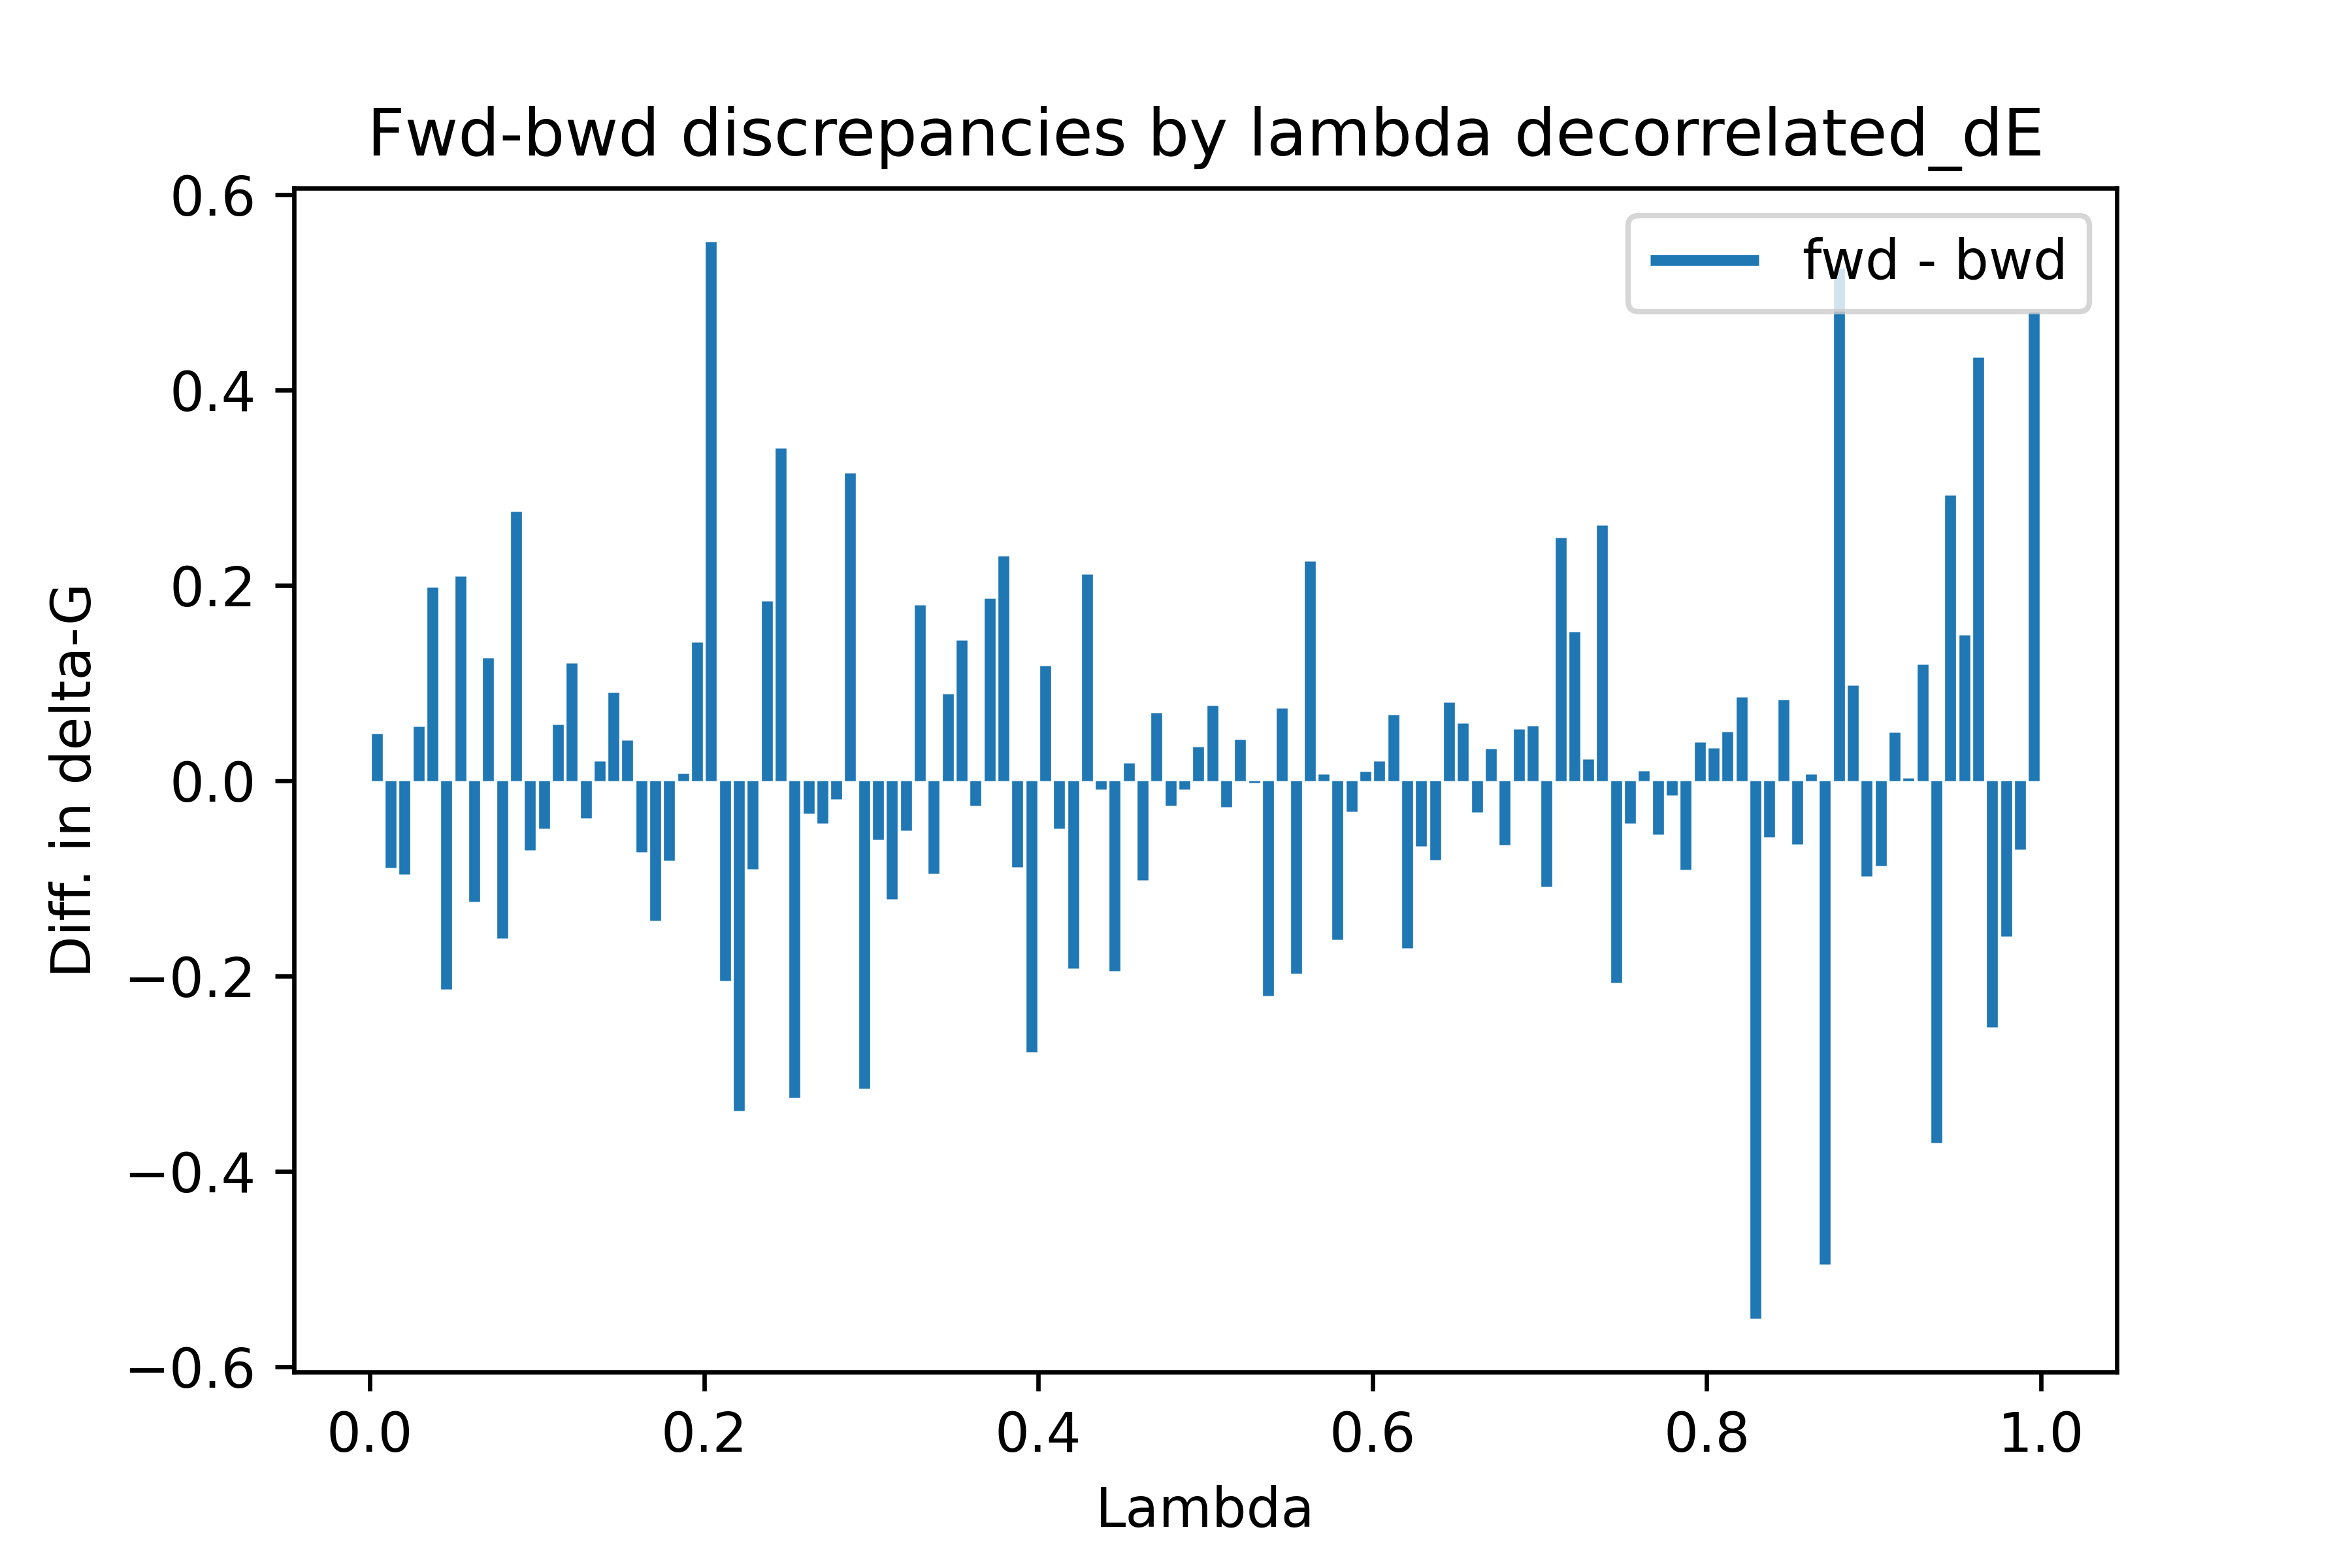 Fwd-bwd discrepancies by lambda decorrelated_dE
fwd - bwd
Diff. in delta-G
0.6
0.4
0.2
0.0
−0.2
−0.4
−0.6
0.0 0.2 0.4 0.6 0.8 1.0
Lambda